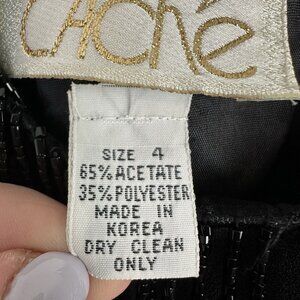 CAChé
SIZE 4
65% ACETATE
35% POLYESTER
MADE IN
KOREA
DRY CLEAN
ONLY